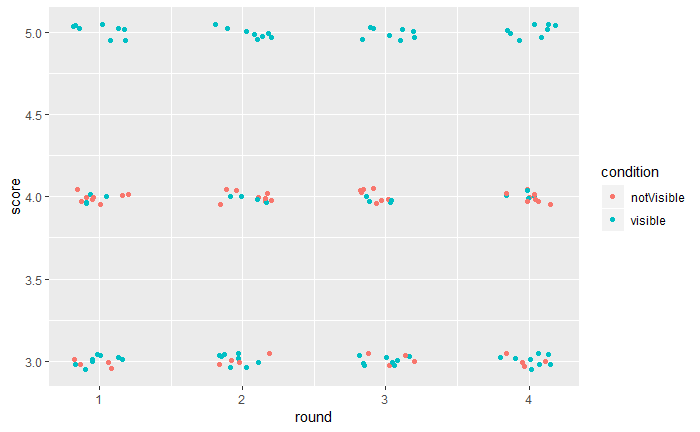 5.0
4.5
4.0
3.5
3.0
score
1 2 3 4
round
condition
notVisible
visible